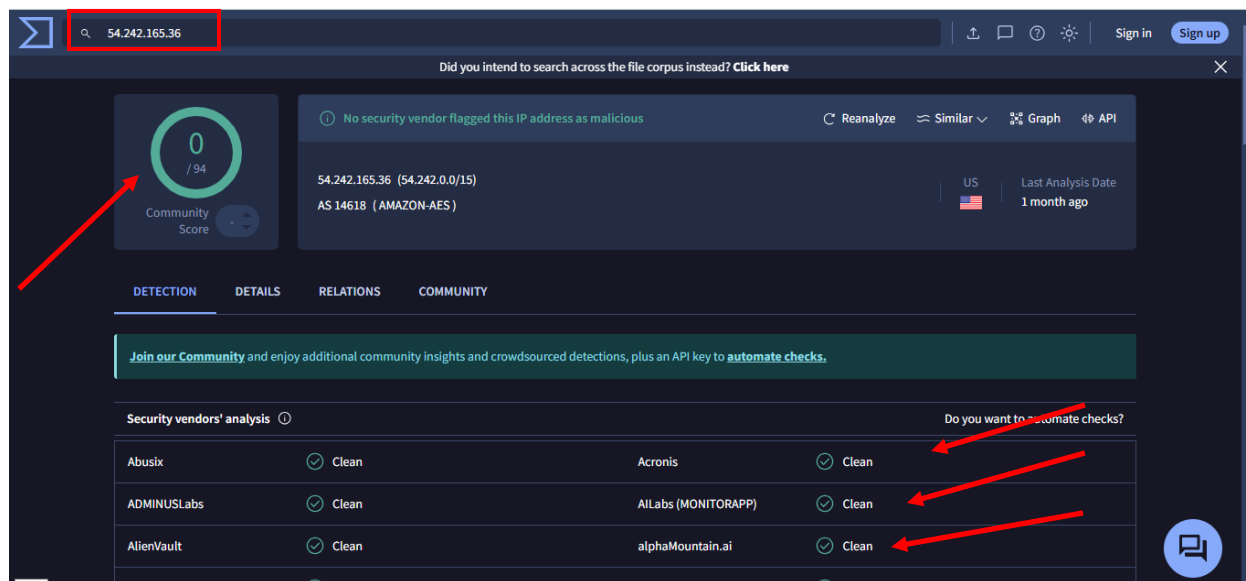 54.242.165.36
Sign in
Sign up
Did you intend to search across the file corpus instead? Click here
0
/ 94
Community
Score
No security vendor flagged this IP address as malicious
Reanalyze
Similar
Graph
API
54.242.165.36 (54.242.0.0/15)
AS 14618 ( AMAZON-AES )
US
Last Analysis Date
1 month ago
DETECTION
DETAILS
RELATIONS
COMMUNITY
Join our Community and enjoy additional community insights and crowdsourced detections, plus an API key to automate checks.
Security vendors' analysis
Do you want to automate checks?
Abusix
Clean
Acronis
Clean
ADMINUSLabs
Clean
AILabs (MONITORAPP)
Clean
AlienVault
Clean
alphaMountain.ai
Clean